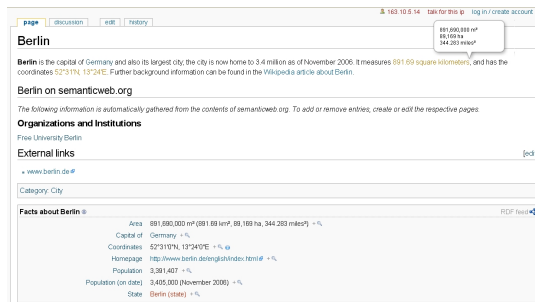 163.10.5.14 talk for this ip log in / create account
page discussion edit history
891,690,000 m²
89,169 ha
344.283 miles²
Berlin
Berlin is the capital of Germany and also its largest city; the city is now home to 3.4 million as of November 2006. It measures 891.69 square kilometers, and has the
coordinates 52°31'N, 13°24'E. Further background information can be found in the Wikipedia article about Berlin.
Berlin on semanticweb.org
The following information is automatically gathered from the contents of semanticweb.org. To add or remove entries, create or edit the respective pages.
Organizations and Institutions
Free University Berlin
External links [edi
www.berlin.de
Category: City
Facts about Berlin RDF feed
Area 891,690,000 m² (891.69 km², 89,169 ha, 344.283 miles²) +
Capital of Germany +
Coordinates 52°31'0"N, 13°24'0"E +
Homepage http://www.berlin.de/english/index.html +
Population 3,391,407 +
Population (on date) 3,405,000 (November 2006) +
State Berlin (state) +